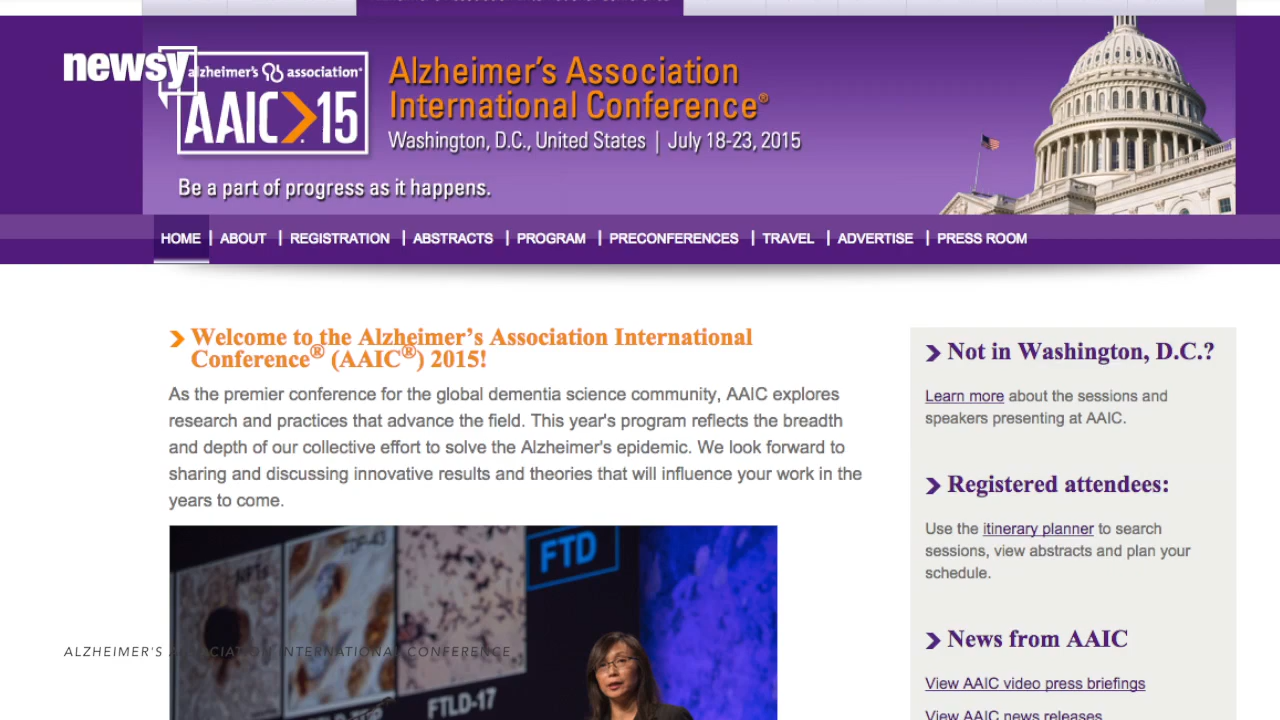 newsy
alzheimer's association
AAIC>15
Alzheimer's Association
International Conference®
Washington, D.C., United States | July 18-23, 2015
Be a part of progress as it happens.
HOME | ABOUT | REGISTRATION | ABSTRACTS | PROGRAM | PRECONFERENCES | TRAVEL | ADVERTISE | PRESS ROOM
Welcome to the Alzheimer's Association International
Conference® (AAIC®) 2015!
As the premier conference for the global dementia science community, AAIC explores
research and practices that advance the field. This year's program reflects the breadth
and depth of our collective effort to solve the Alzheimer's epidemic. We look forward to
sharing and discussing innovative results and theories that will influence your work in the
years to come.
FTD
TDP-43
FTLD-17
ALZHEIMER'S ASSOCIATION INTERNATIONAL CONFERENCE
Not in Washington, D.C.?
Learn more about the sessions and
speakers presenting at AAIC.
Registered attendees:
Use the itinerary planner to search
sessions, view abstracts and plan your
schedule.
News from AAIC
View AAIC video press briefings
View AAIC news releases